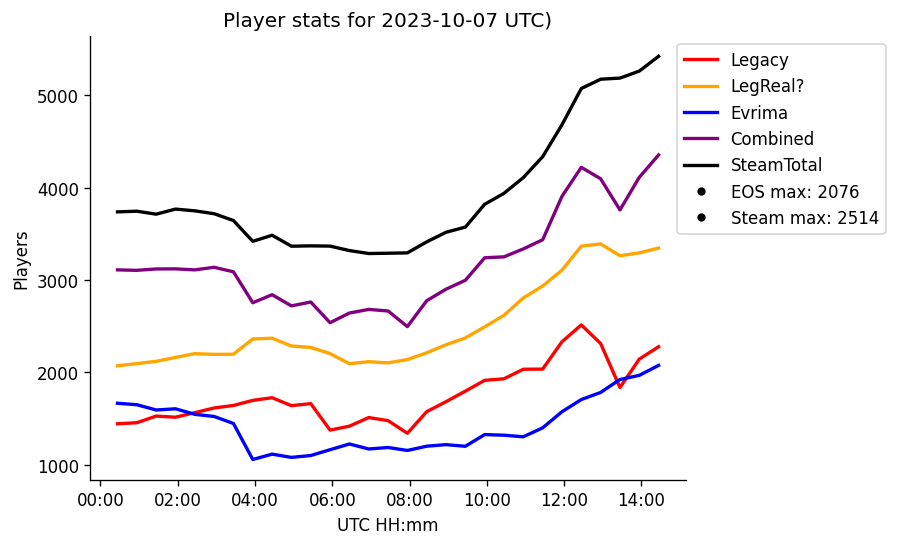 Player stats for 2023-10-07 UTC)
Legacy
LegReal?
Evrima
Combined
SteamTotal
EOS max: 2076
Steam max: 2514
Players
5000
4000
3000
2000
1000
00:00 02:00 04:00 06:00 08:00 10:00 12:00 14:00
UTC HH:mm